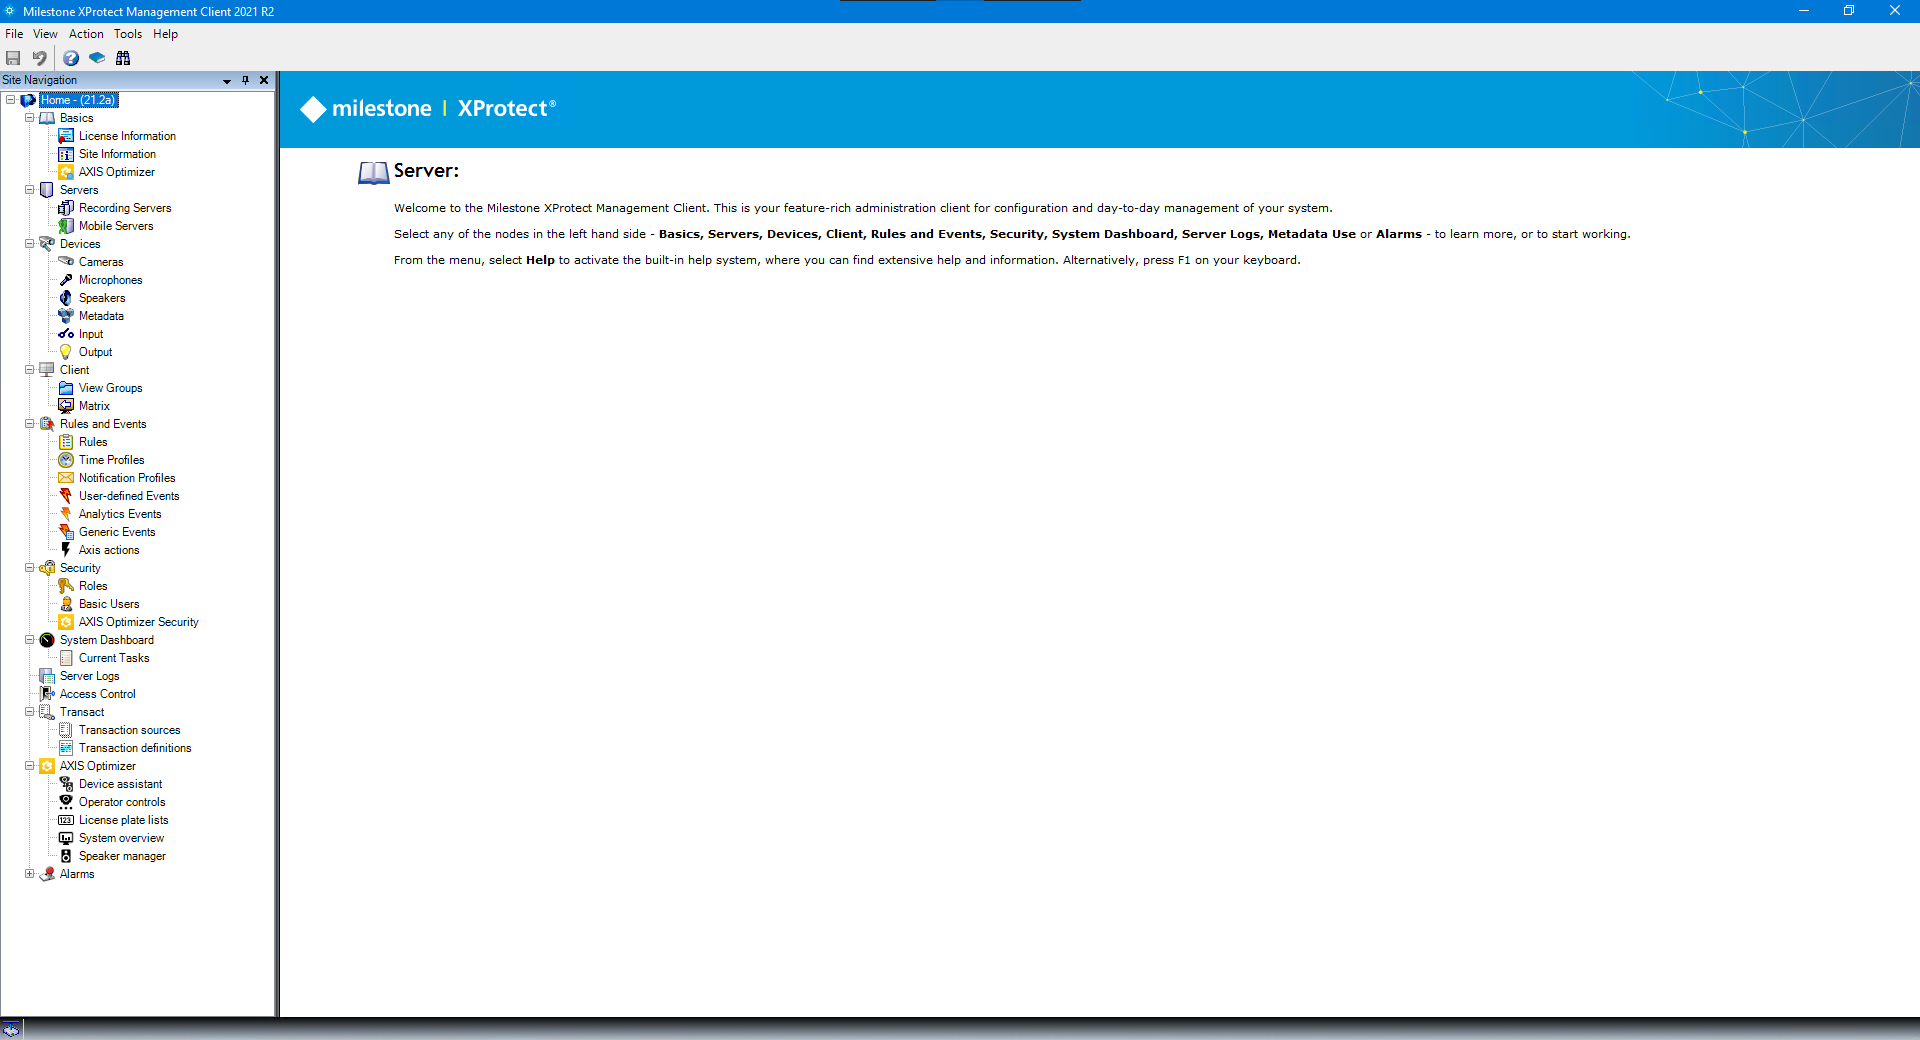 Milestone XProtect Management Client 2021 R2
File View Action Tools Help
Site Navigation
Home - (21.2a)
Basics
License Information
Site Information
AXIS Optimizer
Servers
Recording Servers
Mobile Servers
Devices
Cameras
Microphones
Speakers
Metadata
Input
Output
Client
View Groups
Matrix
Rules and Events
Rules
Time Profiles
Notification Profiles
User-defined Events
Analytics Events
Generic Events
Axis actions
Security
Roles
Basic Users
AXIS Optimizer Security
System Dashboard
Current Tasks
Server Logs
Access Control
Transact
Transaction sources
Transaction definitions
AXIS Optimizer
Device assistant
Operator controls
123 License plate lists
System overview
Speaker manager
Alarms
milestone | XProtect®
Server:
Welcome to the Milestone XProtect Management Client. This is your feature-rich administration client for configuration and day-to-day management of your system.
Select any of the nodes in the left hand side - Basics, Servers, Devices, Client, Rules and Events, Security, System Dashboard, Server Logs, Metadata Use or Alarms - to learn more, or to start working.
From the menu, select Help to activate the built-in help system, where you can find extensive help and information. Alternatively, press F1 on your keyboard.